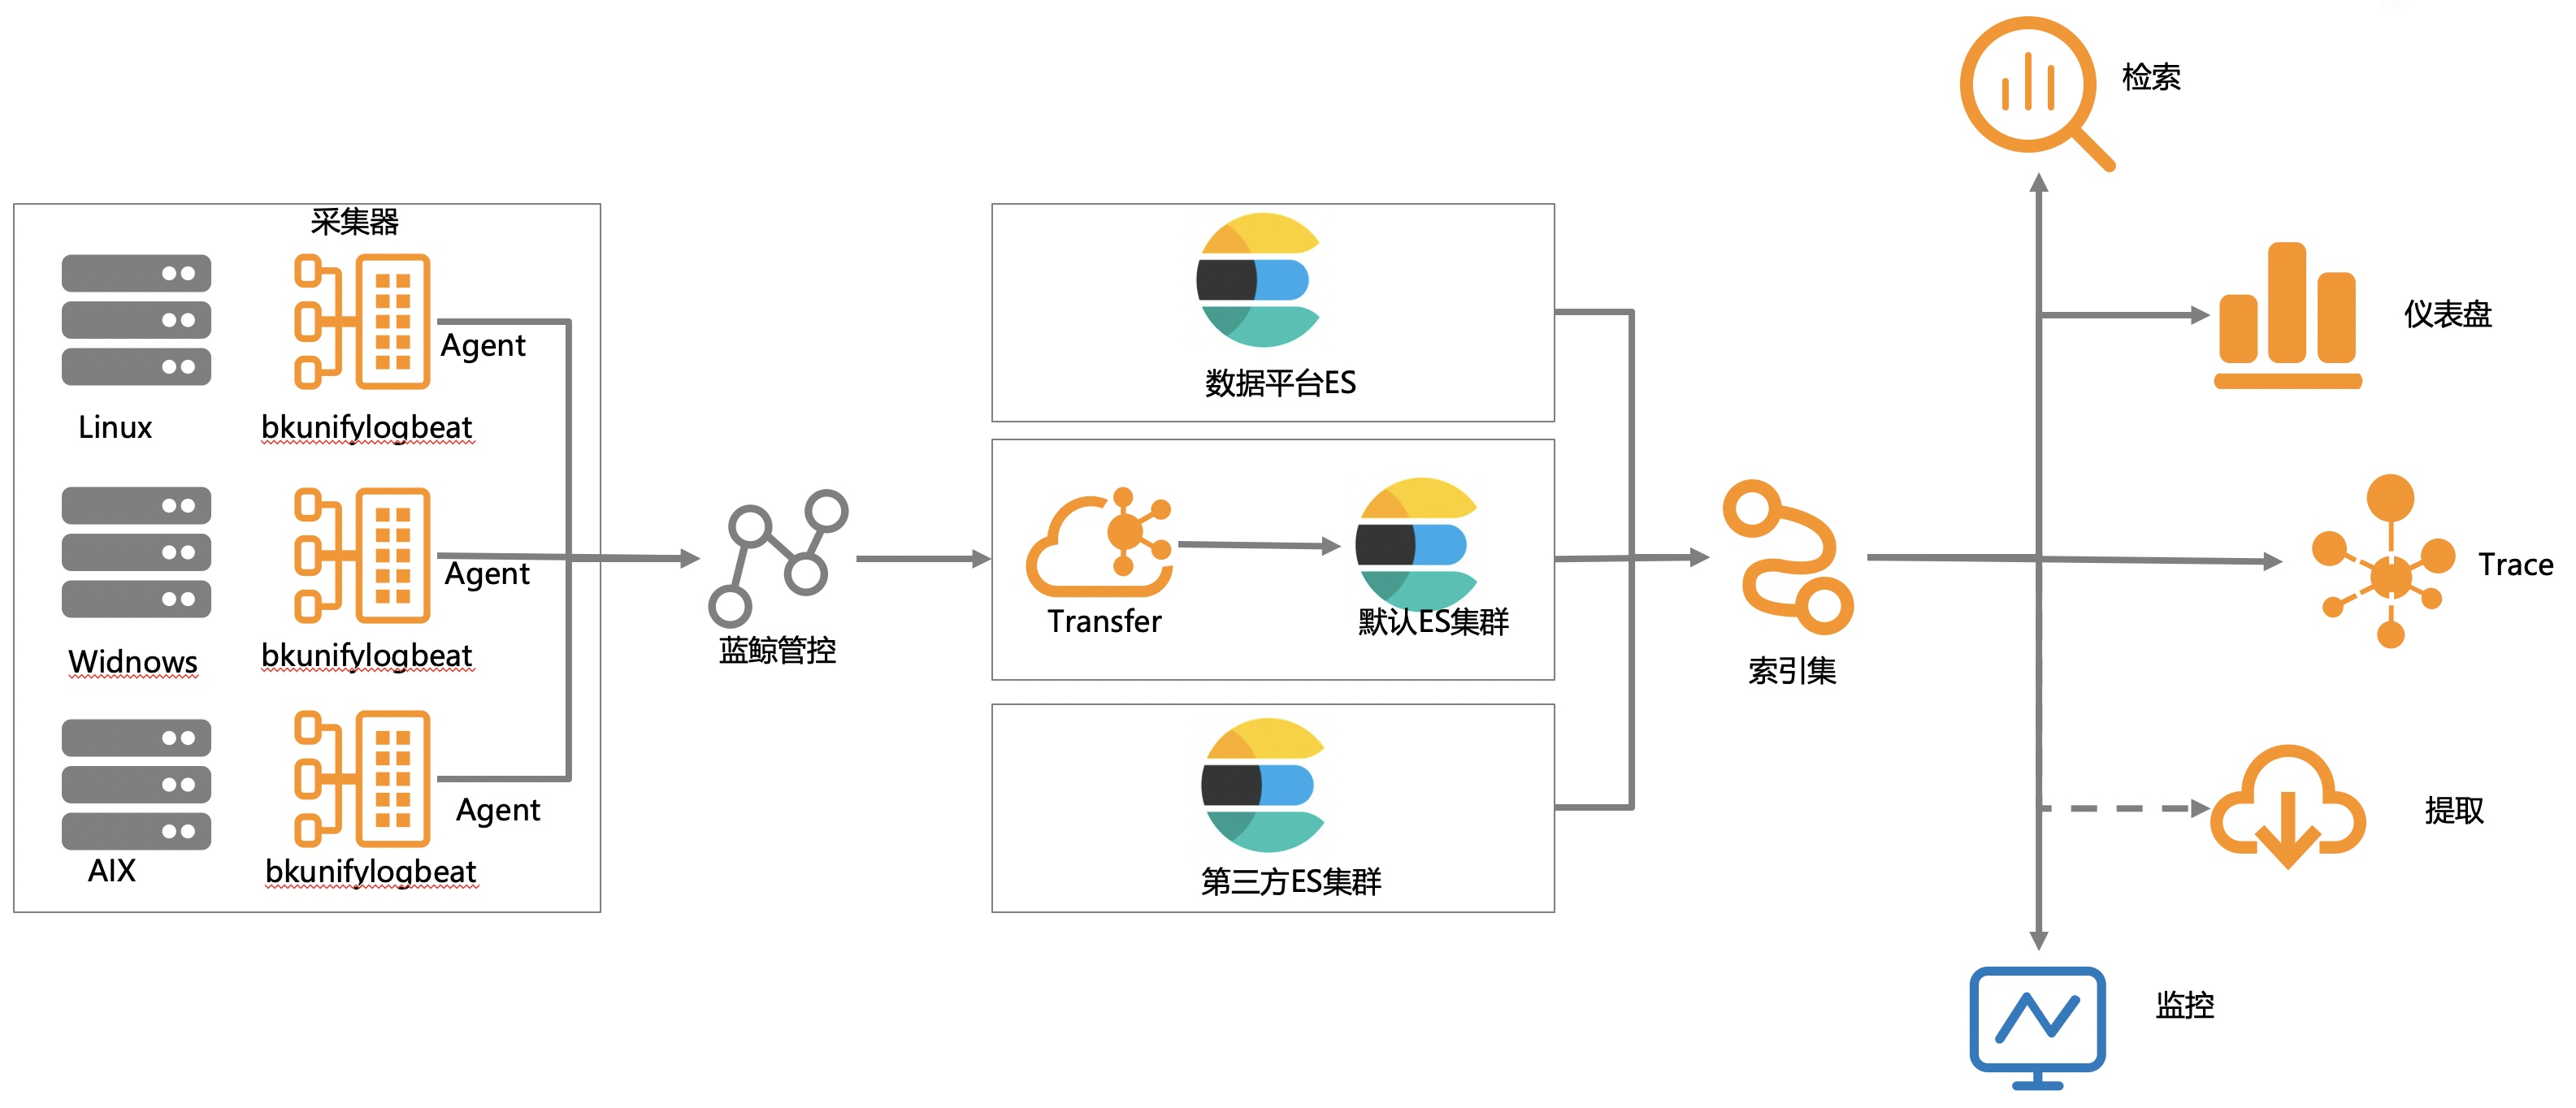 采集器
Agent
Linux
bkunifylogbeat
Agent
Widnows
bkunifylogbeat
Agent
AIX
bkunifylogbeat
蓝鲸管控
数据平台ES
Transfer
默认ES集群
第三方ES集群
索引集
检索
仪表盘
Trace
提取
监控